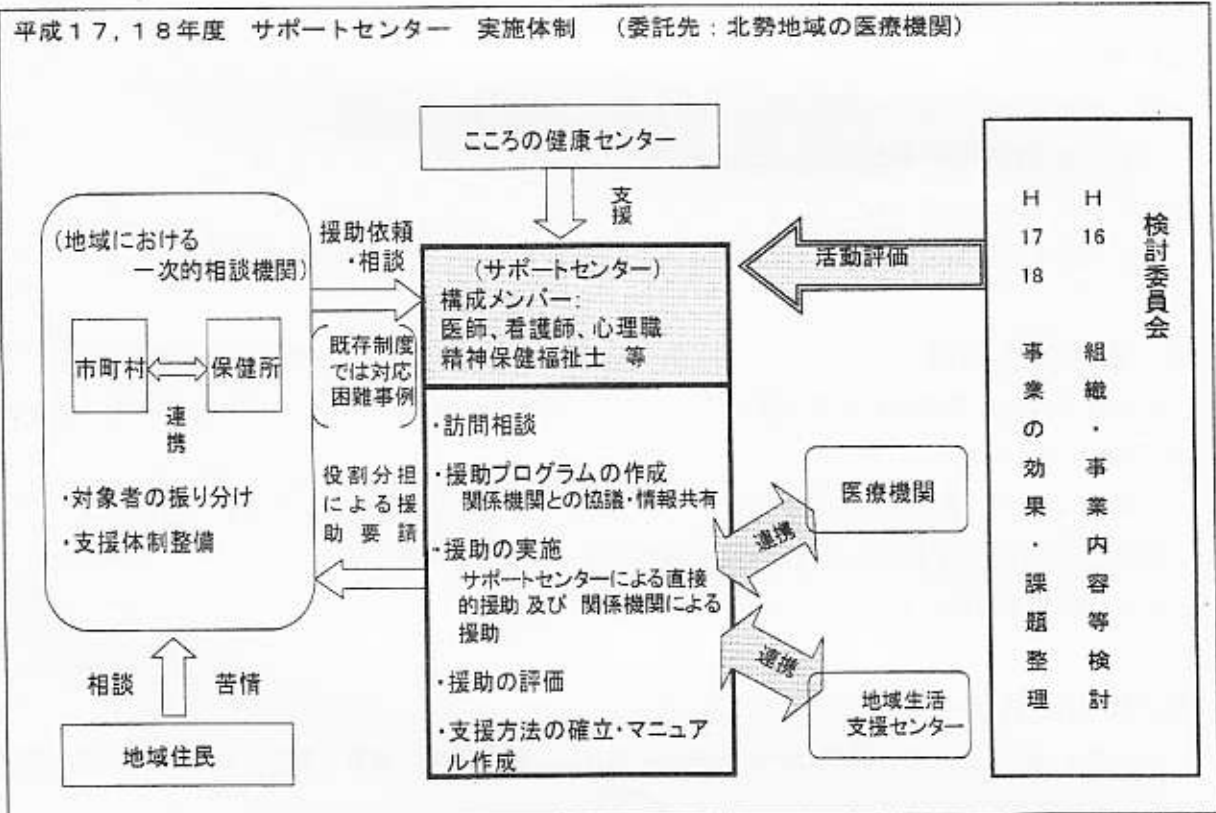 平成17,18年度 サポートセンター 実施体制 (委託先:北勢地域の医療機関)
こころの健康センター
支援
(地域における
一次的相談機関)
市町村
保健所
連携
・対象者の振り分け
・支援体制整備
援助依頼
・相談
既存制度
では対応
困難事例
役割分担
による援
助要請
相談
苦情
地域住民
(サポートセンター)
構成メンバー:
医師、看護師、心理職
精神保健福祉士 等
・訪問相談
・援助プログラムの作成
関係機関との協議・情報共有
・援助の実施
サポートセンターによる直接
的援助 及び 関係機関による
援助
・援助の評価
・支援方法の確立・マニュア
ル作成
活動評価
連携
医療機関
連携
地域生活
支援センター
検討委員会
H16 組織・事業内容等検討
H17 18 事業の効果・課題整理